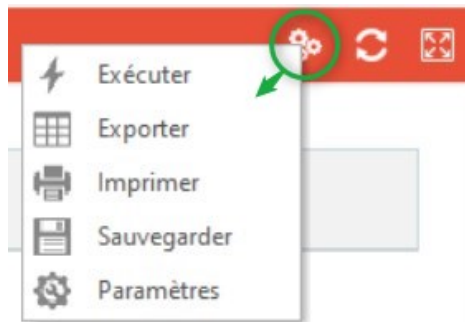 Exécuter
Exporter
Imprimer
Sauvegarder
Paramètres